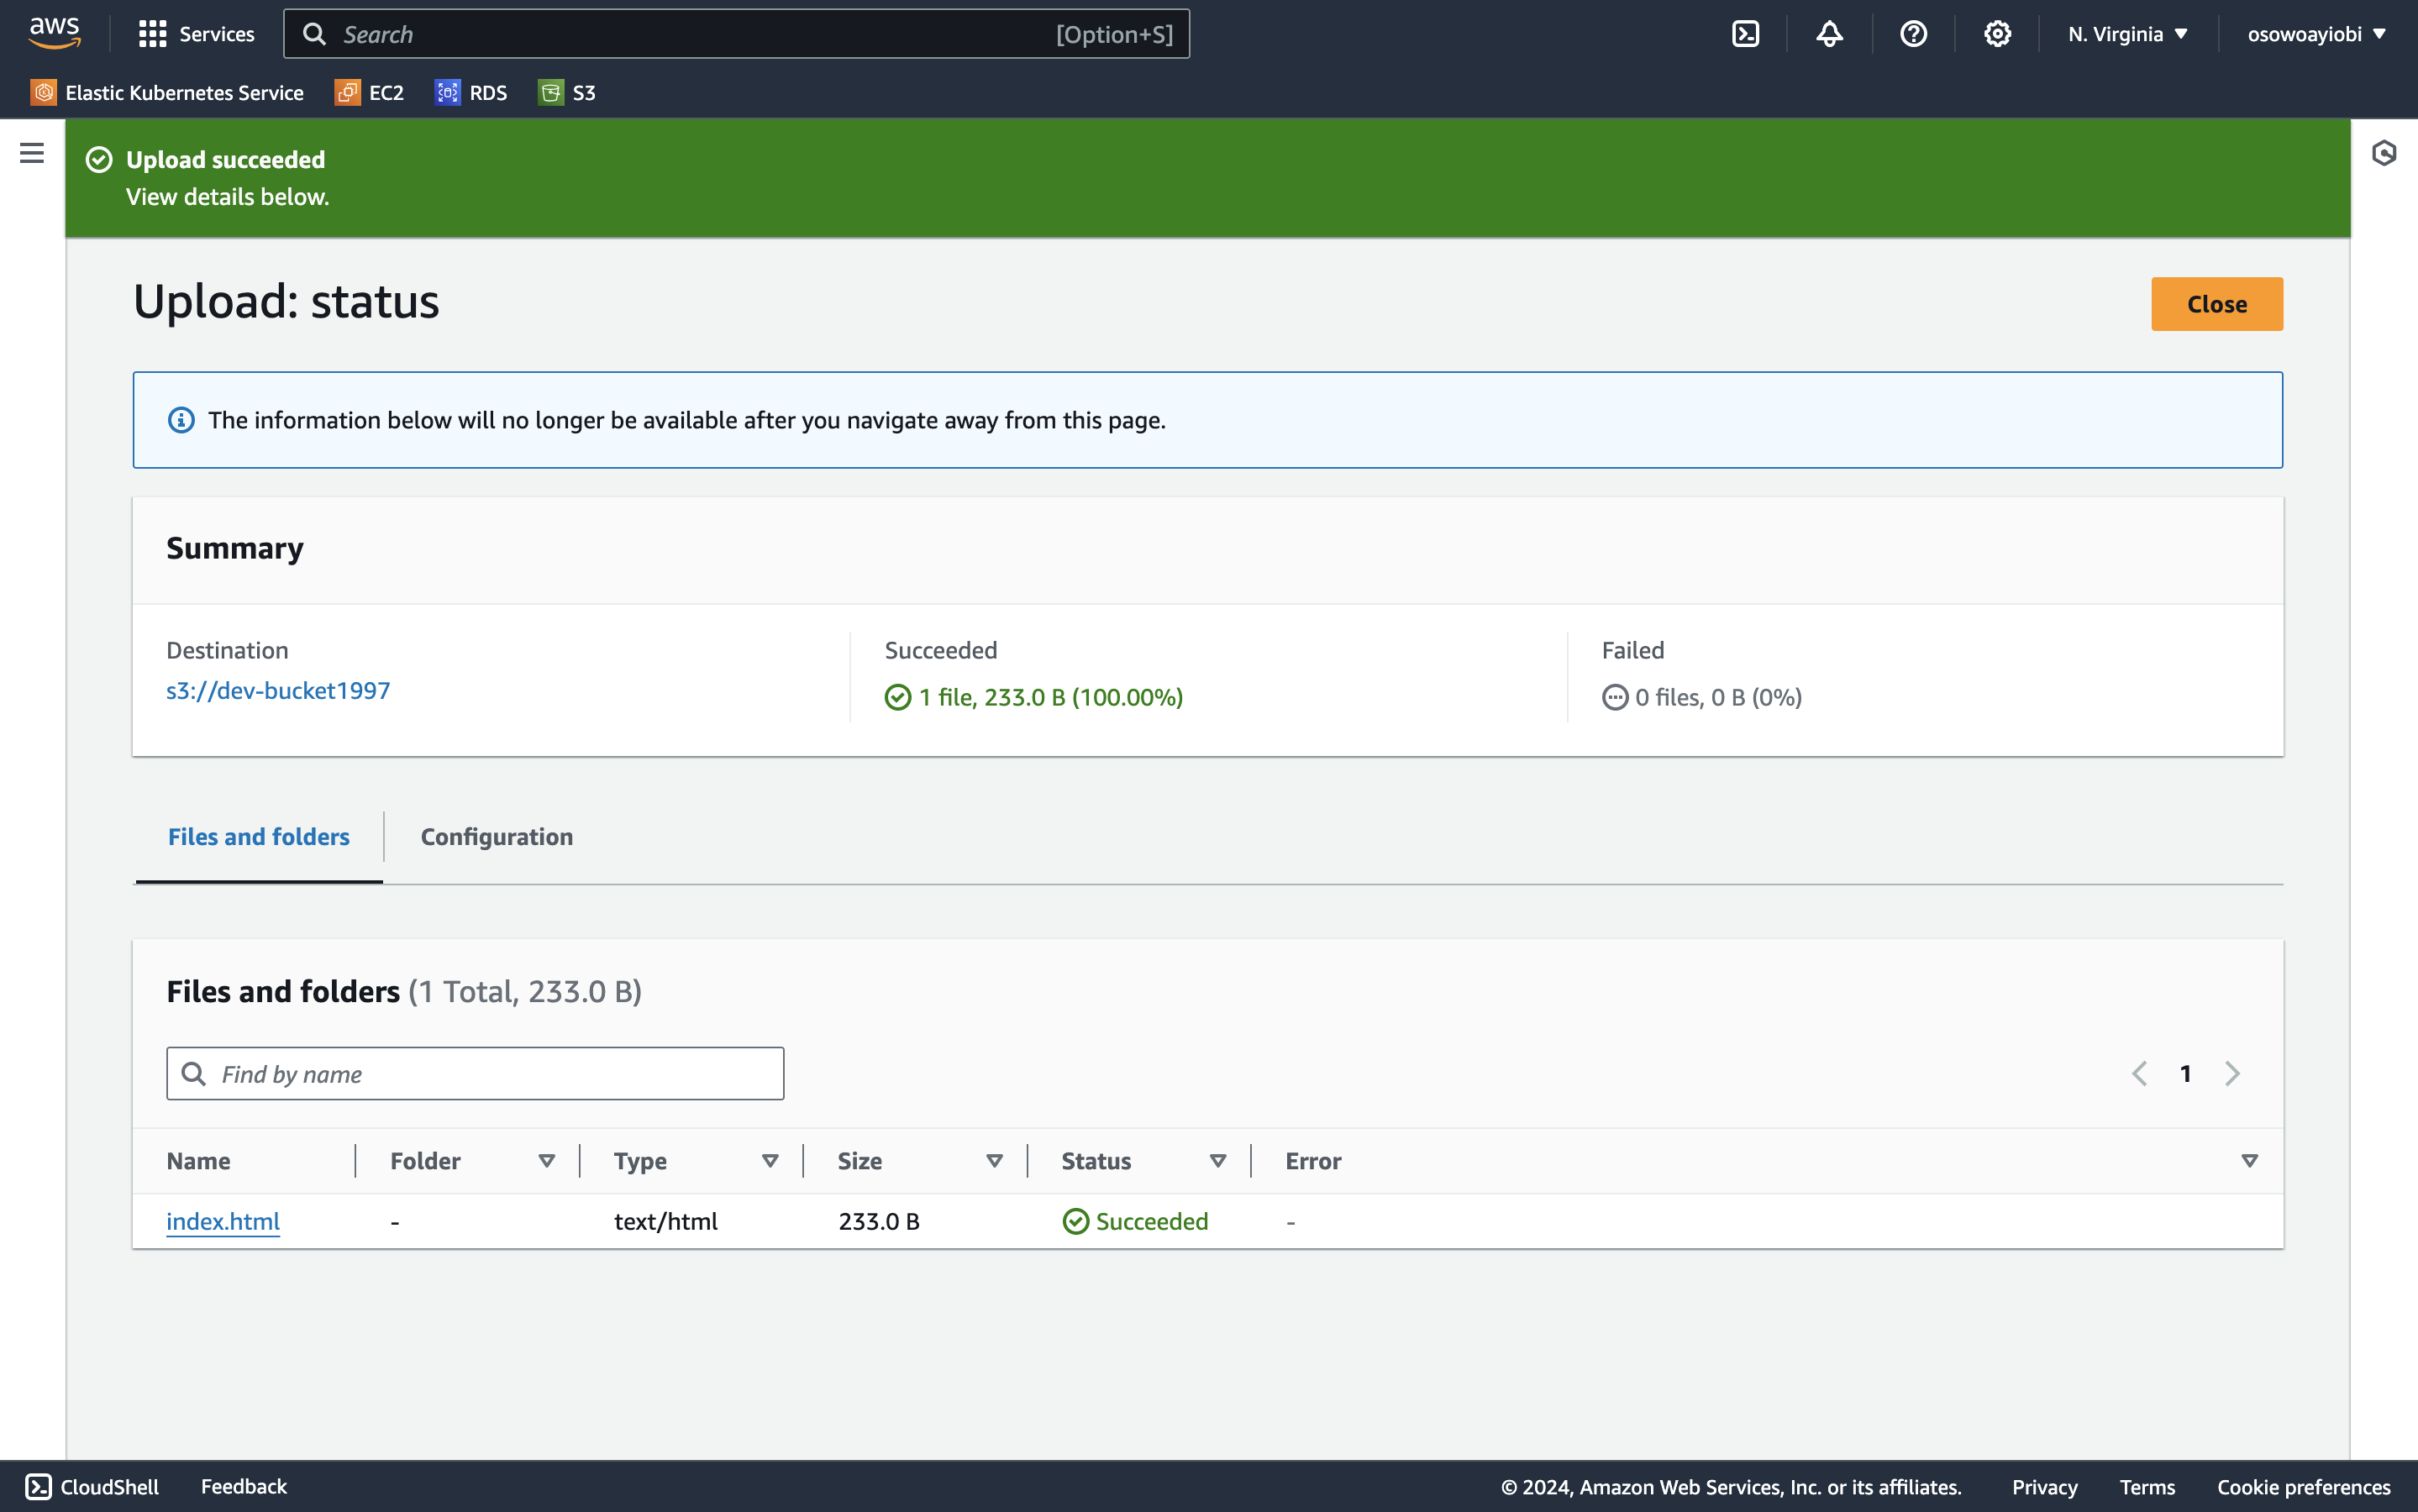 aws Services Search [Option+S] N. Virginia osowoayiobi
Elastic Kubernetes Service EC2 RDS S3
Upload succeeded
View details below.
Upload: status Close
The information below will no longer be available after you navigate away from this page.
Summary
Destination Succeeded Failed
s3://dev-bucket1997 1 file, 233.0 B (100.00%) 0 files, 0 B (0%)
Files and folders Configuration
Files and folders (1 Total, 233.0 B)
Find by name 1
Name Folder Type Size Status Error
index.html - text/html 233.0 B Succeeded -
CloudShell Feedback © 2024, Amazon Web Services, Inc. or its affiliates. Privacy Terms Cookie preferences